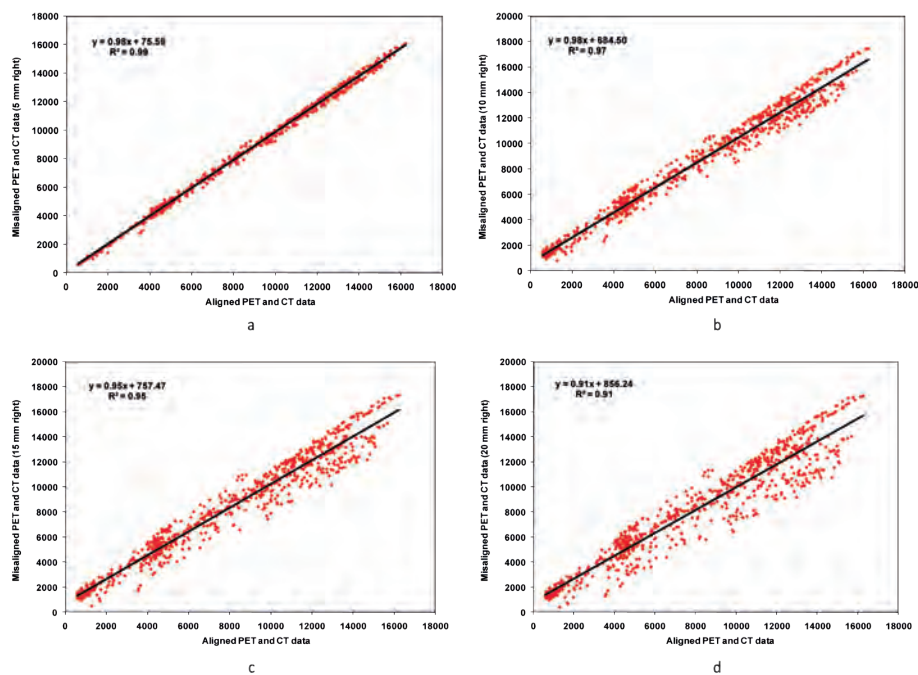 20000
18000
16000
14000
12000
10000
8000
6000
4000
2000
0
Misaligned PET and CT data (5 mm right)
y = 0.98x + 75.59
R² = 0.99
0 2000 4000 6000 8000 10000 12000 14000 16000 18000
Aligned PET and CT data
a
20000
18000
16000
14000
12000
10000
8000
6000
4000
2000
0
Misaligned PET and CT data (10 mm right)
y = 0.98x + 684.50
R² = 0.97
0 2000 4000 6000 8000 10000 12000 14000 16000 18000
Aligned PET and CT data
b
20000
18000
16000
14000
12000
10000
8000
6000
4000
2000
0
Misaligned PET and CT data (15 mm right)
y = 0.95x + 757.47
R² = 0.95
0 2000 4000 6000 8000 10000 12000 14000 16000 18000
Aligned PET and CT data
c
20000
18000
16000
14000
12000
10000
8000
6000
4000
2000
0
Misaligned PET and CT data (20 mm right)
y = 0.91x + 856.24
R² = 0.91
0 2000 4000 6000 8000 10000 12000 14000 16000 18000
Aligned PET and CT data
d